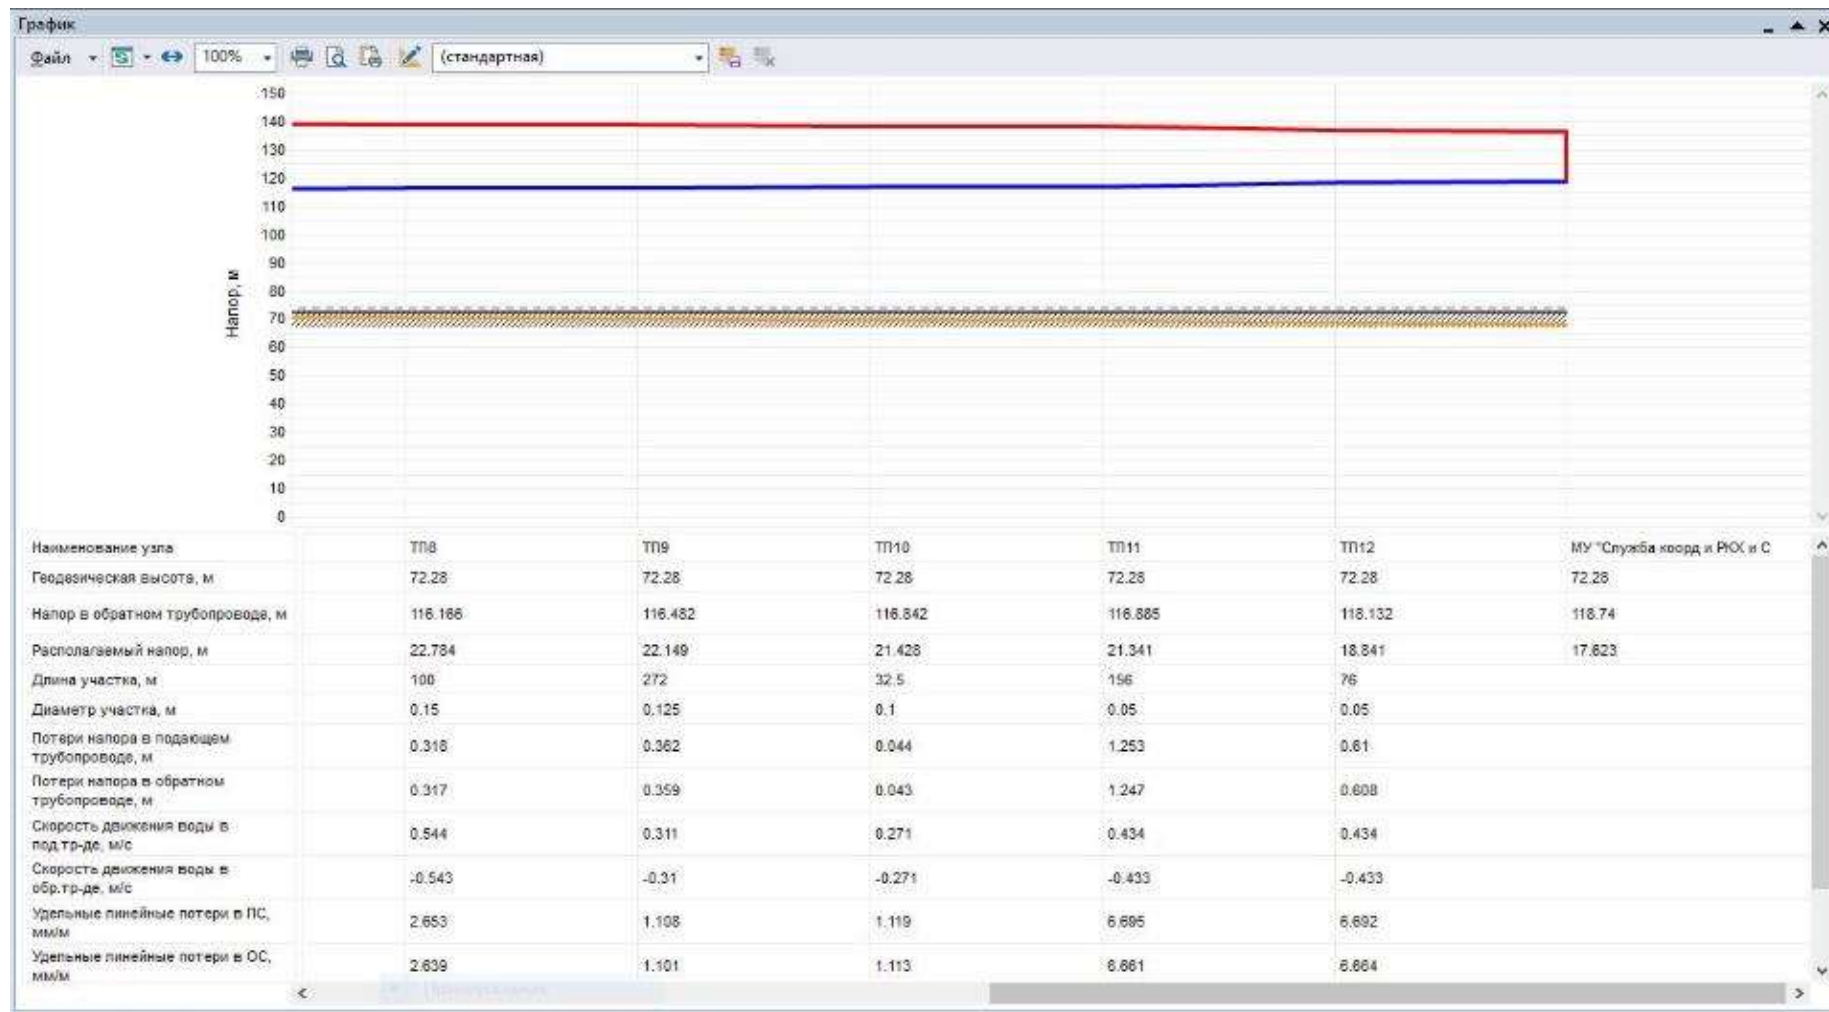 График
Файл 100% (стандартная)
150
140
130
120
110
100
90
80
70
60
50
40
30
20
10
0
Напор, м
Наименование узла ТП8 ТП9 ТП10 ТП11 ТП12 МУ "Служба коорд и РКХ и С
Геодезическая высота, м 72.28 72.28 72.28 72.28 72.28 72.28
Напор в обратном трубопроводе, м 116.166 116.482 116.842 116.885 118.132 118.74
Располагаемый напор, м 22.784 22.149 21.428 21.341 18.841 17.623
Длина участка, м 100 272 32.5 156 76
Диаметр участка, м 0.15 0.125 0.1 0.05 0.05
Потери напора в подающем
трубопроводе, м 0.318 0.362 0.044 1.253 0.61
Потери напора в обратном
трубопроводе, м 0.317 0.359 0.043 1.247 0.608
Скорость движения воды в
под.тр-де, м/с 0.544 0.311 0.271 0.434 0.434
Скорость движения воды в
обр.тр-де, м/с -0.543 -0.31 -0.271 -0.433 -0.433
Удельные линейные потери в ПС,
мм/м 2.653 1.108 1.119 6.695 6.692
Удельные линейные потери в ОС,
мм/м 2.639 1.101 1.113 6.661 6.664